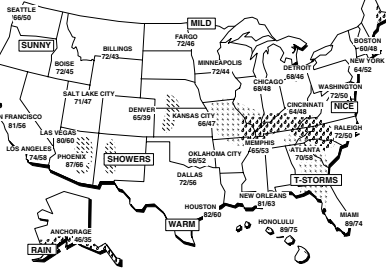 SEATTLE
66/50
MILD
FARGO
72/46
BOSTON
60/48
SUNNY
BILLINGS
72/43
BOISE
72/45
MINNEAPOLIS
72/44
DETROIT
68/46
NEW YORK
64/52
CHICAGO
68/48
WASHINGTON
72/50
SALT LAKE CITY
71/47
DENVER
65/39
KANSAS CITY
66/47
CINCINNATI
64/48
NICE
N FRANCISCO
81/56
LAS VEGAS
80/60
RALEIGH
72/50
LOS ANGELES
74/58
PHOENIX
87/66
SHOWERS
OKLAHOMA CITY
66/52
MEMPHIS
65/53
ATLANTA
70/58
DALLAS
72/56
T-STORMS
NEW ORLEANS
81/63
HOUSTON
82/60
WARM
HONOLULU
89/75
MIAMI
89/74
ANCHORAGE
46/35
RAIN